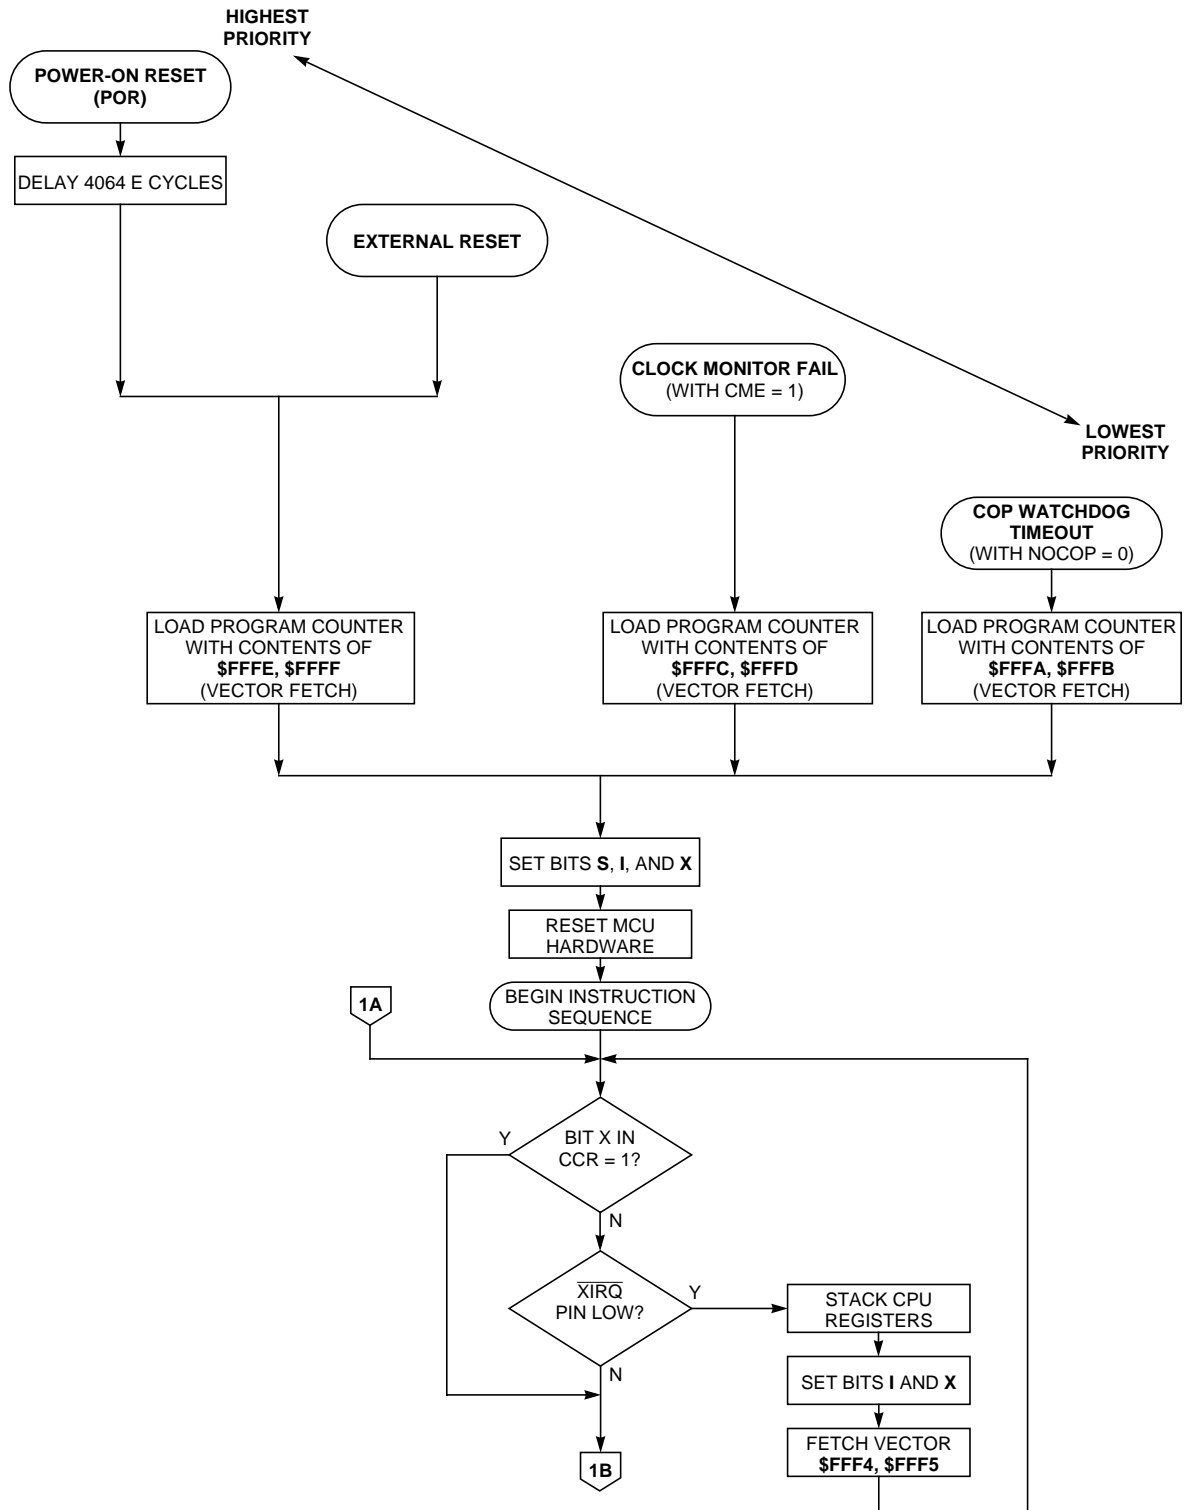 HIGHEST
PRIORITY
POWER-ON RESET
(POR)
DELAY 4064 E CYCLES
EXTERNAL RESET
CLOCK MONITOR FAIL
(WITH CME = 1)
LOWEST
PRIORITY
COP WATCHDOG
TIMEOUT
(WITH NOCOP = 0)
LOAD PROGRAM COUNTER
WITH CONTENTS OF
$FFFE, $FFFF
(VECTOR FETCH)
LOAD PROGRAM COUNTER
WITH CONTENTS OF
$FFFC, $FFFD
(VECTOR FETCH)
LOAD PROGRAM COUNTER
WITH CONTENTS OF
$FFFA, $FFFB
(VECTOR FETCH)
SET BITS S, I, AND X
RESET MCU
HARDWARE
BEGIN INSTRUCTION
SEQUENCE
1A
Y
BIT X IN
CCR = 1?
N
XIRQ
PIN LOW?
Y
N
STACK CPU
REGISTERS
SET BITS I AND X
FETCH VECTOR
$FFF4, $FFF5
1B